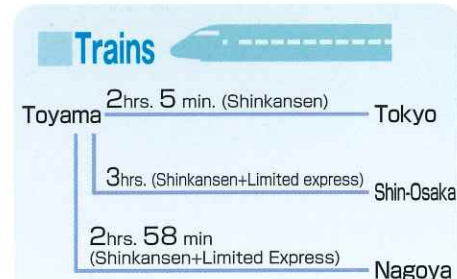 Trains
2hrs. 5 min. (Shinkansen)
Toyama
Tokyo
3hrs. (Shinkansen+Limited express)
Shin-Osaka
2hrs. 58 min
(Shinkansen+Limited Express)
Nagoya